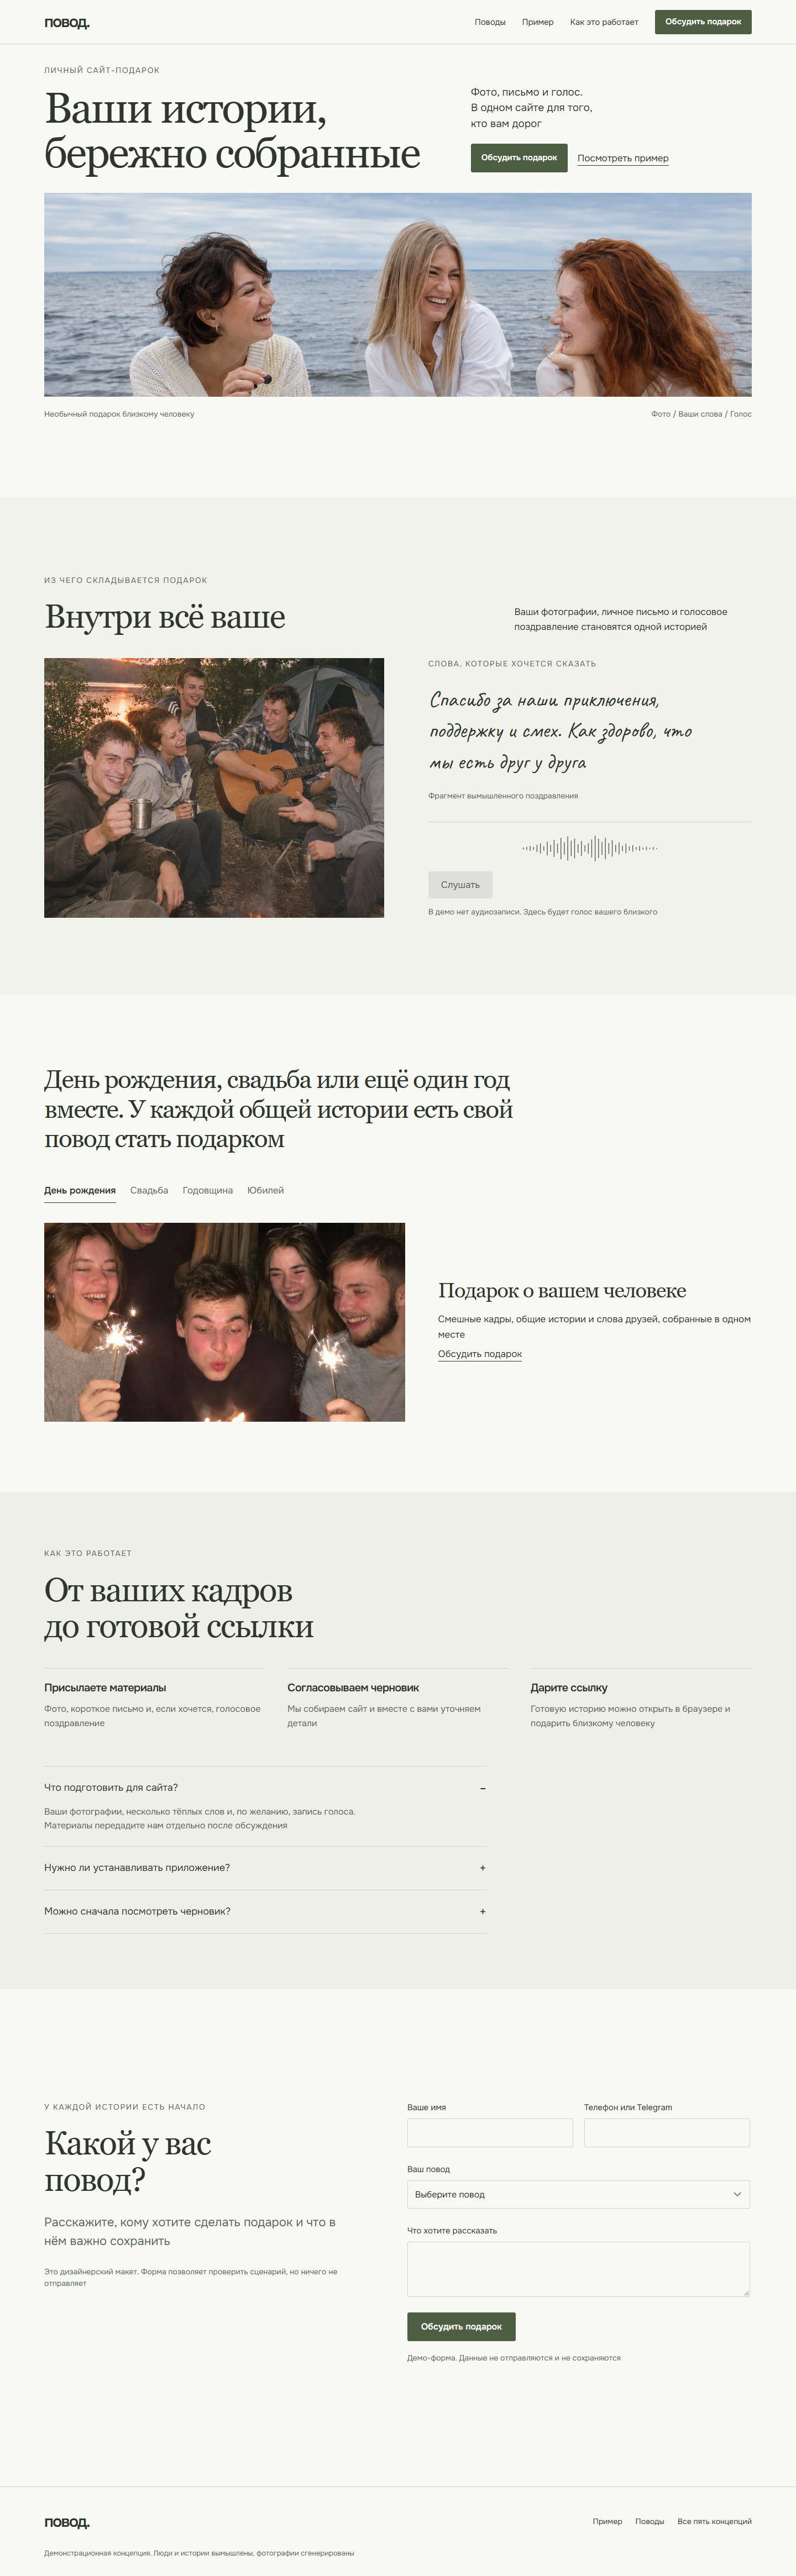 ПОВОД.
Поводы
Пример
Как это работает
Обсудить подарок
ЛИЧНЫЙ САЙТ-ПОДАРОК
Ваши истории,
бережно собранные
Фото, письмо и голос.
В одном сайте для того,
кто вам дорог
Обсудить подарок
Посмотреть пример
Необычный подарок близкому человеку
Фото / Ваши слова / Голос
ИЗ ЧЕГО СКЛАДЫВАЕТСЯ ПОДАРОК
Внутри всё ваше
Ваши фотографии, личное письмо и голосовое
поздравление становятся одной историей
СЛОВА, КОТОРЫЕ ХОЧЕТСЯ СКАЗАТЬ
Спасибо за наши приключения,
поддержку и смех. Как здорово, что
мы есть друг у друга
Фрагмент вымышленного поздравления
Слушать
В демо нет аудиозаписи. Здесь будет голос вашего близкого
День рождения, свадьба или ещё один год
вместе. У каждой общей истории есть свой
повод стать подарком
День рождения
Свадьба
Годовщина
Юбилей
Подарок о вашем человеке
Смешные кадры, общие истории и слова друзей, собранные в одном
месте
Обсудить подарок
КАК ЭТО РАБОТАЕТ
От ваших кадров
до готовой ссылки
Присылаете материалы
Фото, короткое письмо и, если хочется, голосовое
поздравление
Согласовываем черновик
Мы собираем сайт и вместе с вами уточняем
детали
Дарите ссылку
Готовую историю можно открыть в браузере и
подарить близкому человеку
Что подготовить для сайта? –
Ваши фотографии, несколько тёплых слов и, по желанию, запись голоса.
Материалы передадите нам отдельно после обсуждения
Нужно ли устанавливать приложение? +
Можно сначала посмотреть черновик? +
У КАЖДОЙ ИСТОРИИ ЕСТЬ НАЧАЛО
Какой у вас
повод?
Расскажите, кому хотите сделать подарок и что в
нём важно сохранить
Это дизайнерский макет. Форма позволяет проверить сценарий, но ничего не
отправляет
Ваше имя
Телефон или Telegram
Ваш повод
Выберите повод
Что хотите рассказать
Обсудить подарок
Демо-форма. Данные не отправляются и не сохраняются
ПОВОД.
Пример
Поводы
Все пять концепций
Демонстрационная концепция. Люди и истории вымышлены, фотографии сгенерированы